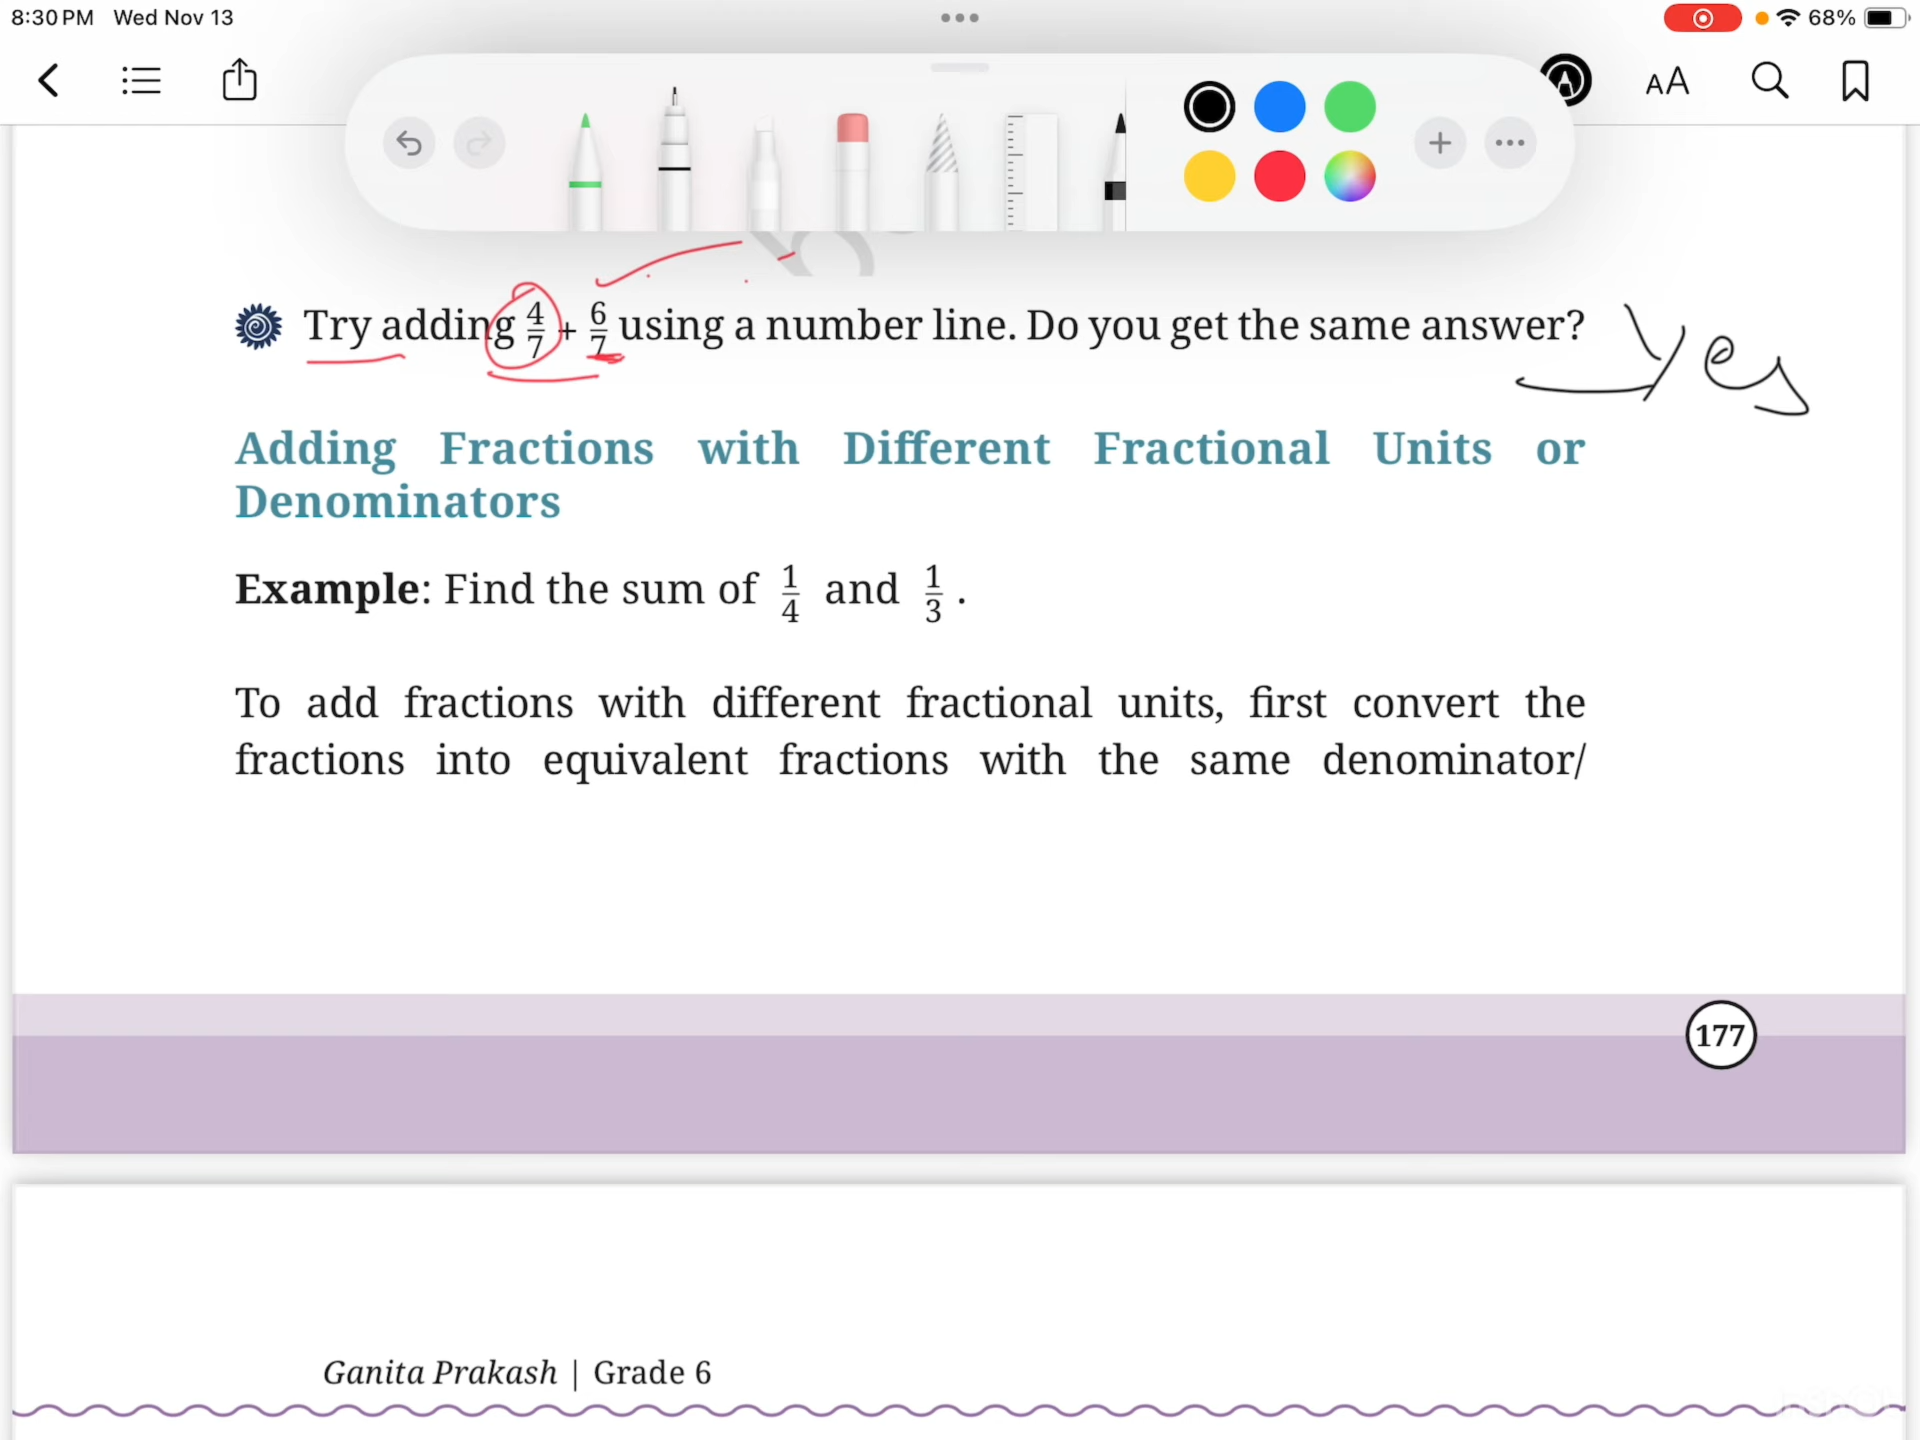 8:30 PM Wed Nov 13
68%
AA
Try adding 4/7 + 6/7 using a number line. Do you get the same answer? Yes
Adding Fractions with Different Fractional Units or
Denominators
Example: Find the sum of 1/4 and 1/3 .
To add fractions with different fractional units, first convert the
fractions into equivalent fractions with the same denominator/
177
Ganita Prakash | Grade 6